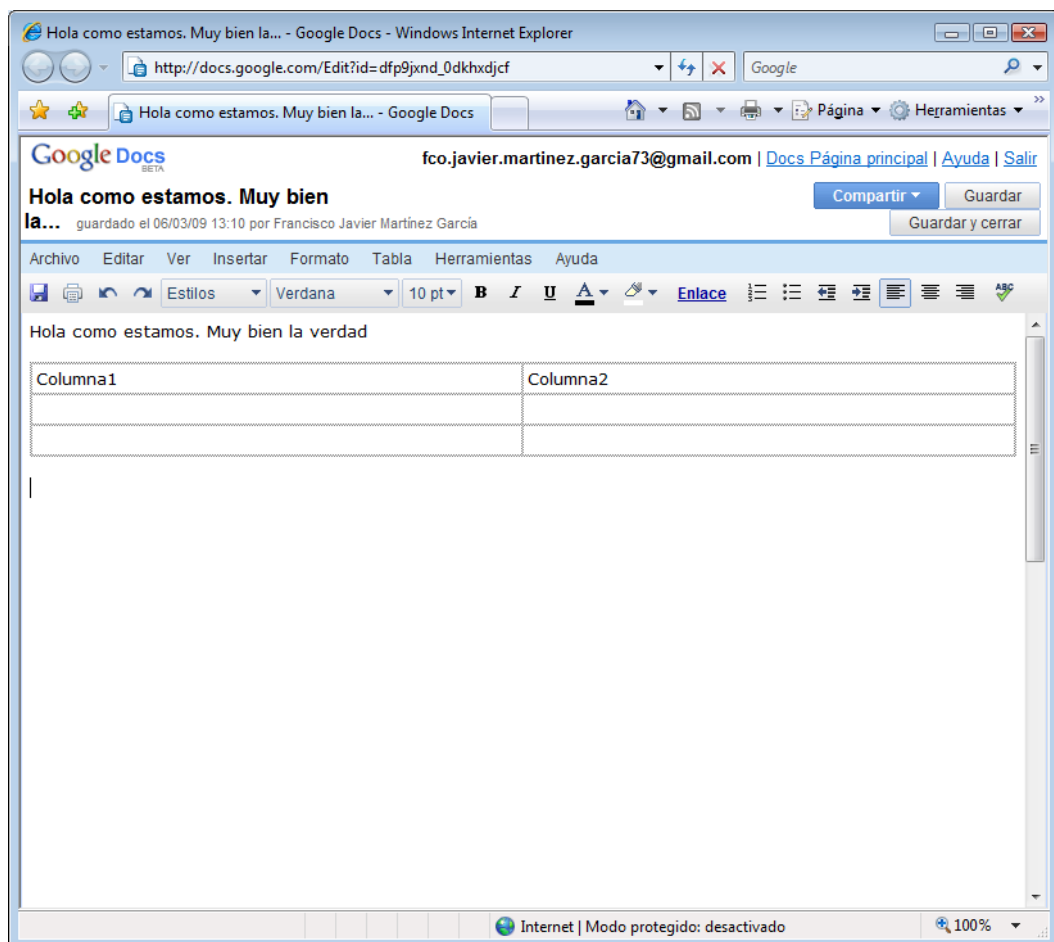 Hola como estamos. Muy bien la... - Google Docs - Windows Internet Explorer
http://docs.google.com/Edit?id=dfp9jxnd_0dkhxdjcf Google
Hola como estamos. Muy bien la... - Google Docs Página Herramientas »
Google Docs BETA fco.javier.martinez.garcia73@gmail.com | Docs Página principal | Ayuda | Salir
Hola como estamos. Muy bien Compartir Guardar
la... guardado el 06/03/09 13:10 por Francisco Javier Martínez García Guardar y cerrar
Archivo Editar Ver Insertar Formato Tabla Herramientas Ayuda
Estilos Verdana 10 pt B I U A Enlace ABC
Hola como estamos. Muy bien la verdad
Columna1 Columna2
Internet | Modo protegido: desactivado 100%